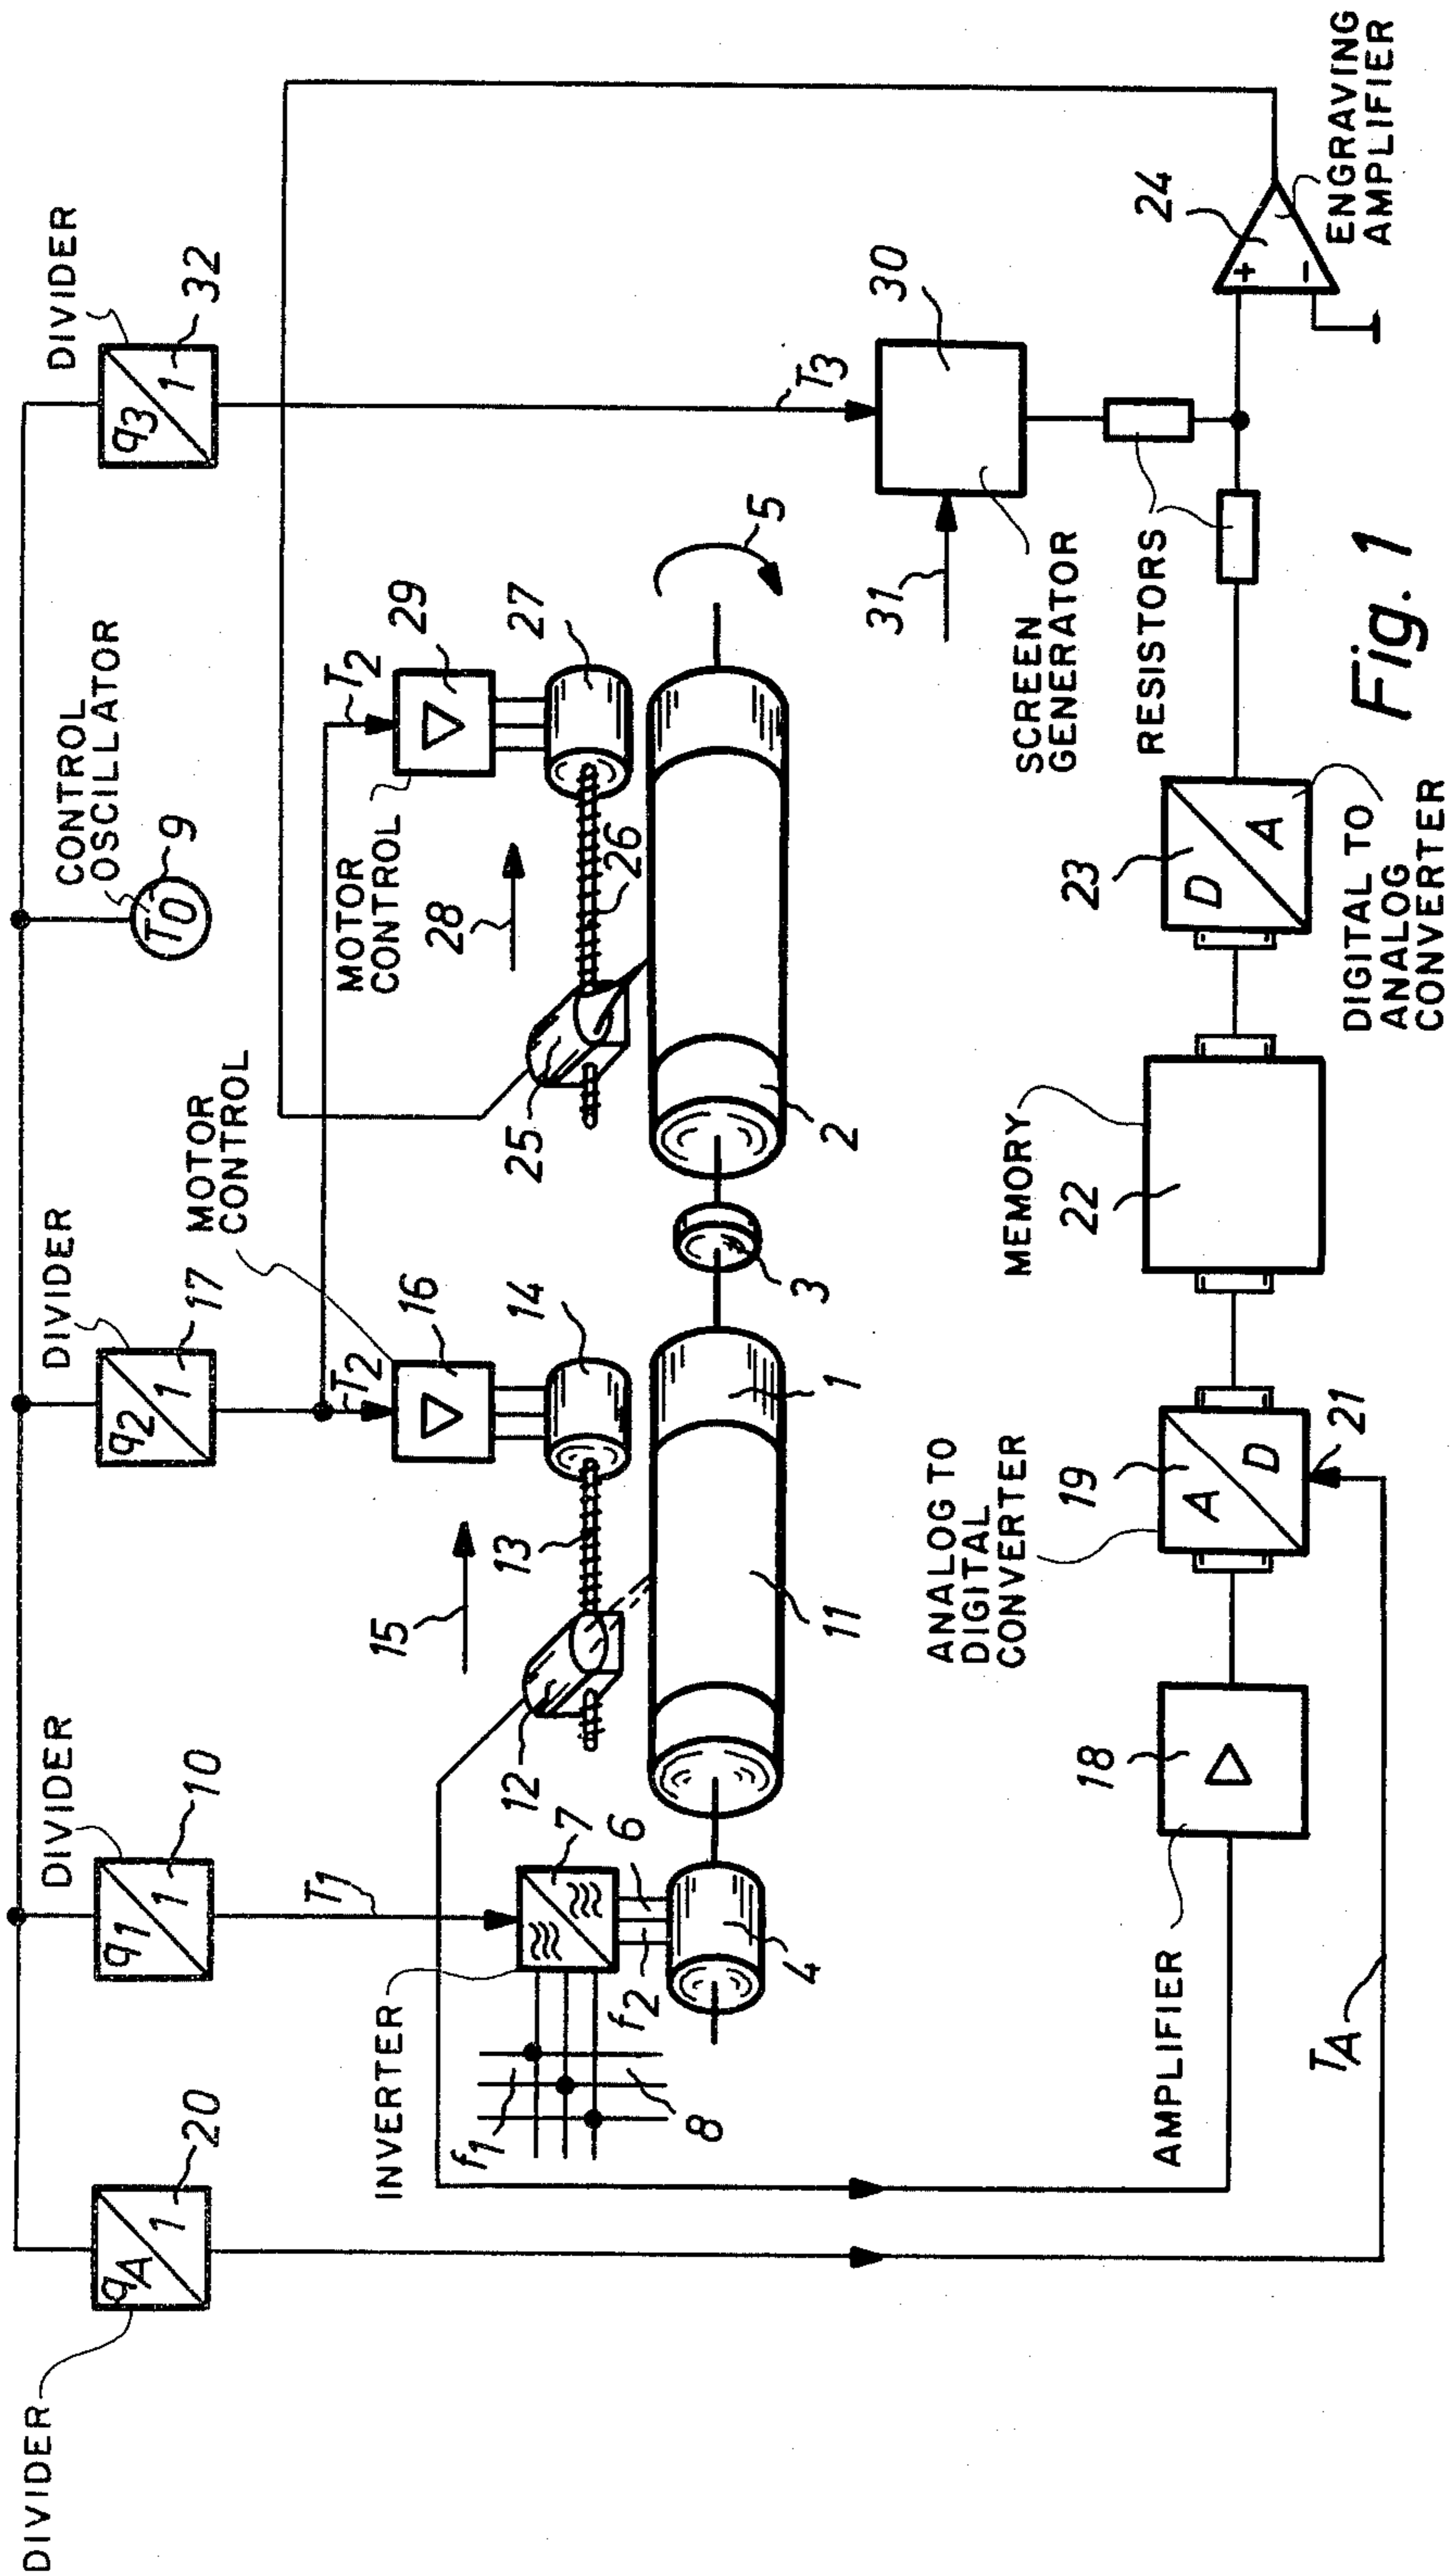 DIVIDER
qA
1
20
DIVIDER
q1
1
10
DIVIDER
q2
1
17
CONTROL
OSCILLATOR
T0
9
DIVIDER
q3
1
32
T1
T2
MOTOR
CONTROL
16
14
T2
29
MOTOR
CONTROL
27
28
26
25
15
13
12
INVERTER
7
6
f1
f2
8
4
11
1
3
2
5
T3
30
31
SCREEN
GENERATOR
RESISTORS
AMPLIFIER
18
ANALOG TO
DIGITAL
CONVERTER
19
A
D
21
TA
MEMORY
22
23
D
A
DIGITAL TO
ANALOG
CONVERTER
24
+
−
ENGRAVING
AMPLIFIER
Fig. 1